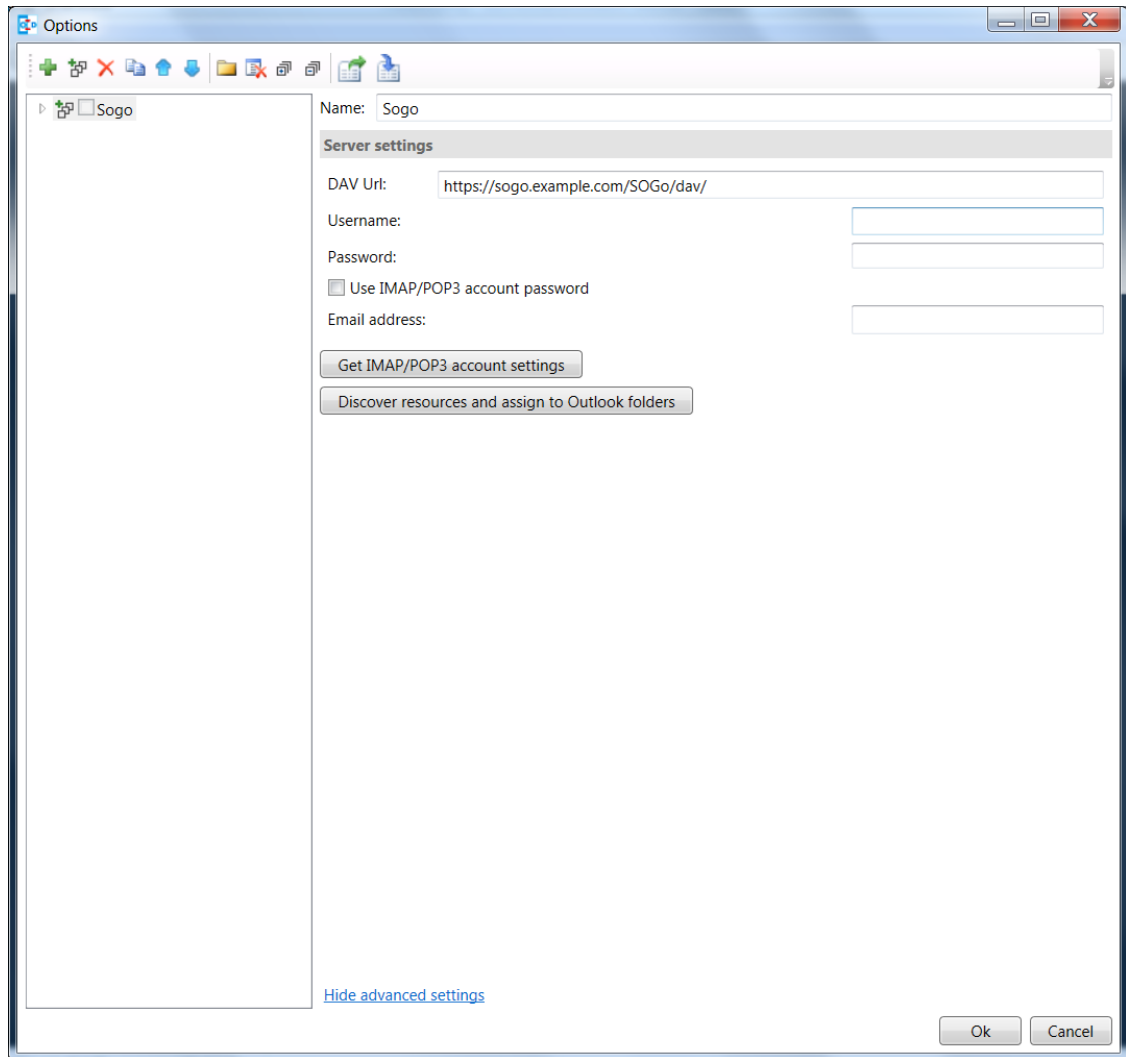 Options
Sogo
Name: Sogo
Server settings
DAV Url: https://sogo.example.com/SOGo/dav/
Username:
Password:
Use IMAP/POP3 account password
Email address:
Get IMAP/POP3 account settings
Discover resources and assign to Outlook folders
Hide advanced settings
Ok Cancel